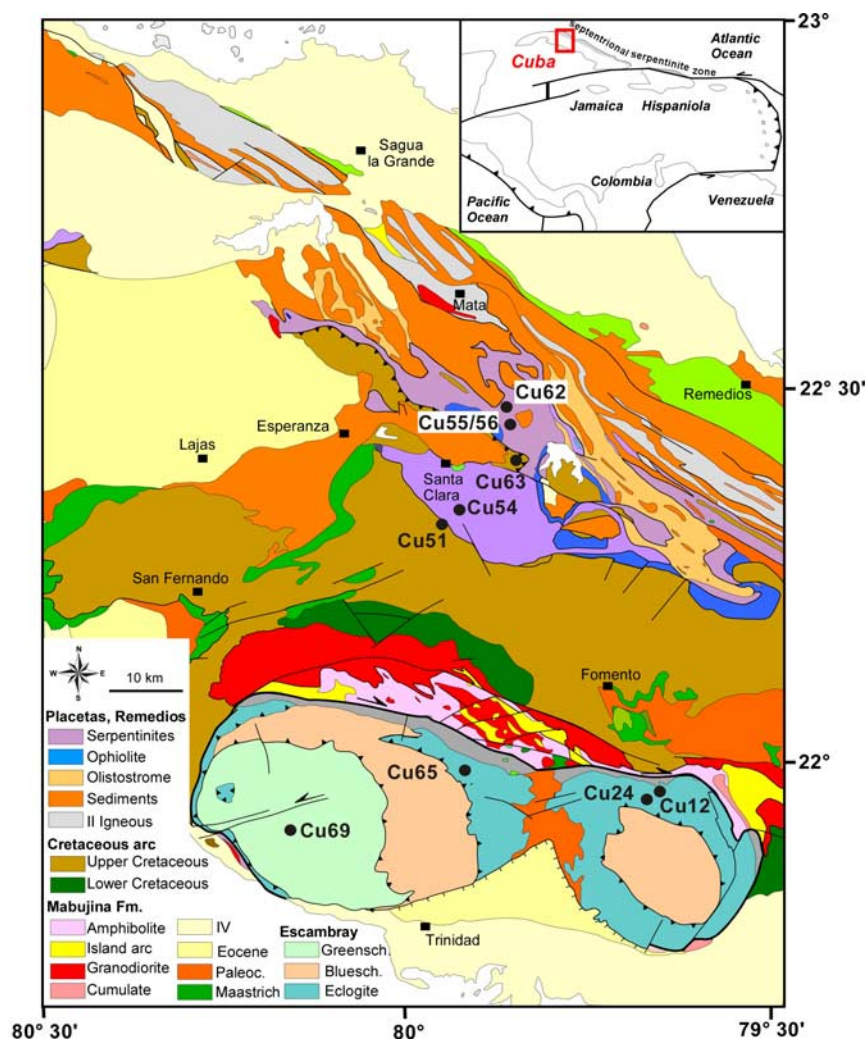 23°
septentrional serpentinite zone
Atlantic
Ocean
Cuba
Jamaica
Hispaniola
Colombia
Venezuela
Pacific
Ocean
Sagua
la Grande
Mata
Remedios
22° 30
Cu62
Cu55/56
Esperanza
Lajas
Santa
Clara
Cu63
Cu54
Cu51
San Fernando
Fomento
22°
Cu65
Cu24
Cu12
Cu69
Trinidad
N
W
E
S
10 km
Placetas, Remedios
Serpentinites
Ophiolite
Olistostrome
Sediments
II Igneous
Cretaceous arc
Upper Cretaceous
Lower Cretaceous
Mabujina Fm.
Amphibolite
Island arc
Granodiorite
Cumulate
IV
Eocene
Paleoc.
Maastrich
Escambray
Greensch.
Bluesch.
Eclogite
80° 30'
80°
79° 30'